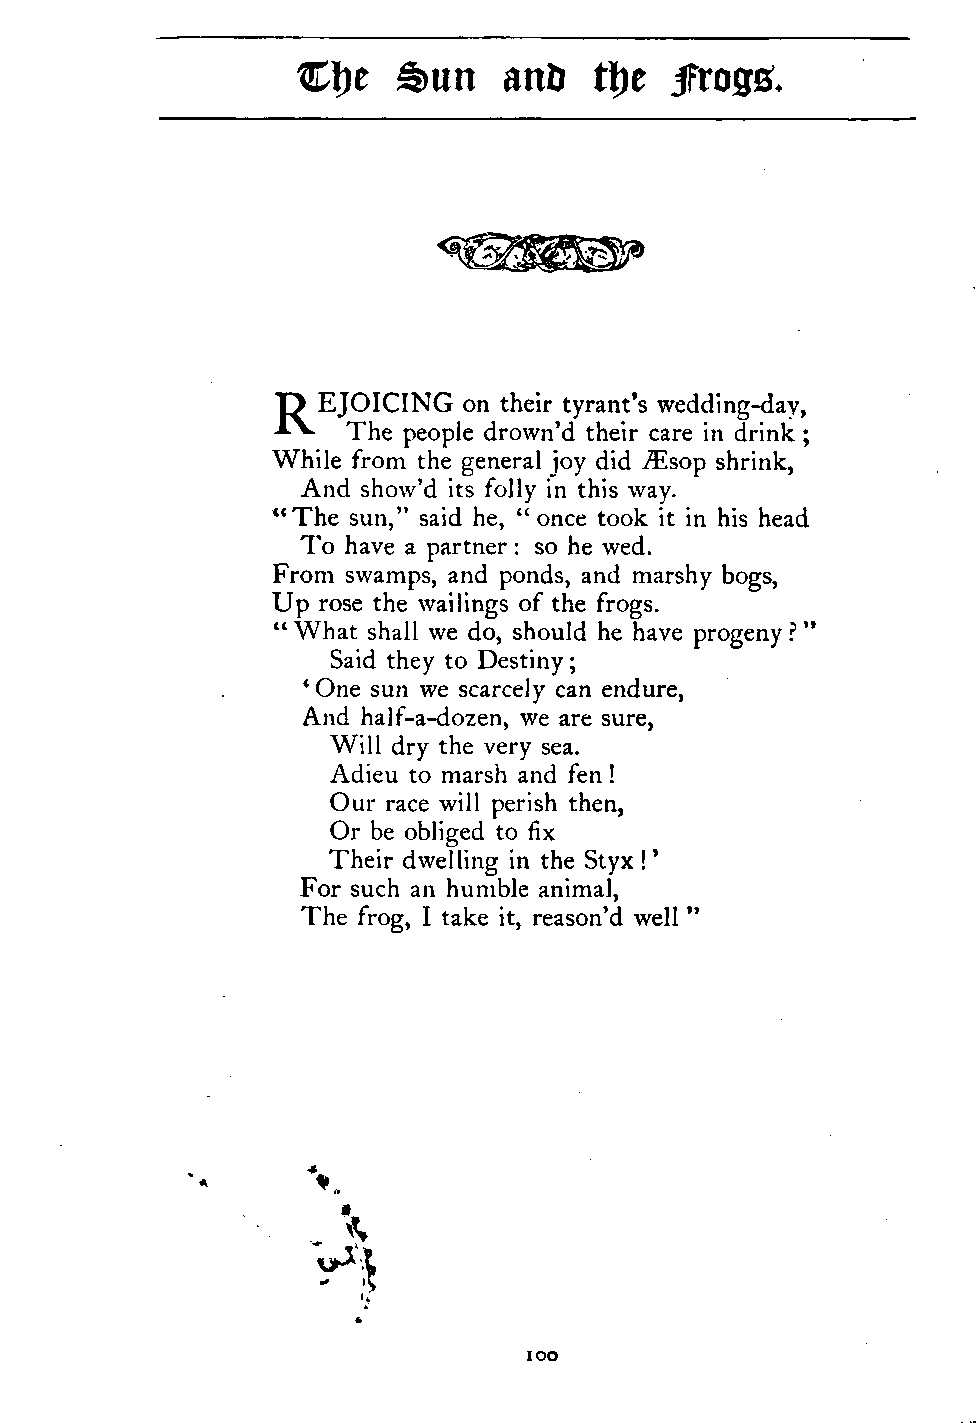 The Sun and the Frogs.
REJOICING on their tyrant's wedding-day,
The people drown'd their care in drink;
While from the general joy did Æsop shrink,
And show'd its folly in this way.
"The sun," said he, "once took it in his head
To have a partner: so he wed.
From swamps, and ponds, and marshy bogs,
Up rose the wailings of the frogs.
"What shall we do, should he have progeny?"
Said they to Destiny;
'One sun we scarcely can endure,
And half-a-dozen, we are sure,
Will dry the very sea.
Adieu to marsh and fen!
Our race will perish then,
Or be obliged to fix
Their dwelling in the Styx!'
For such an humble animal,
The frog, I take it, reason'd well"
100